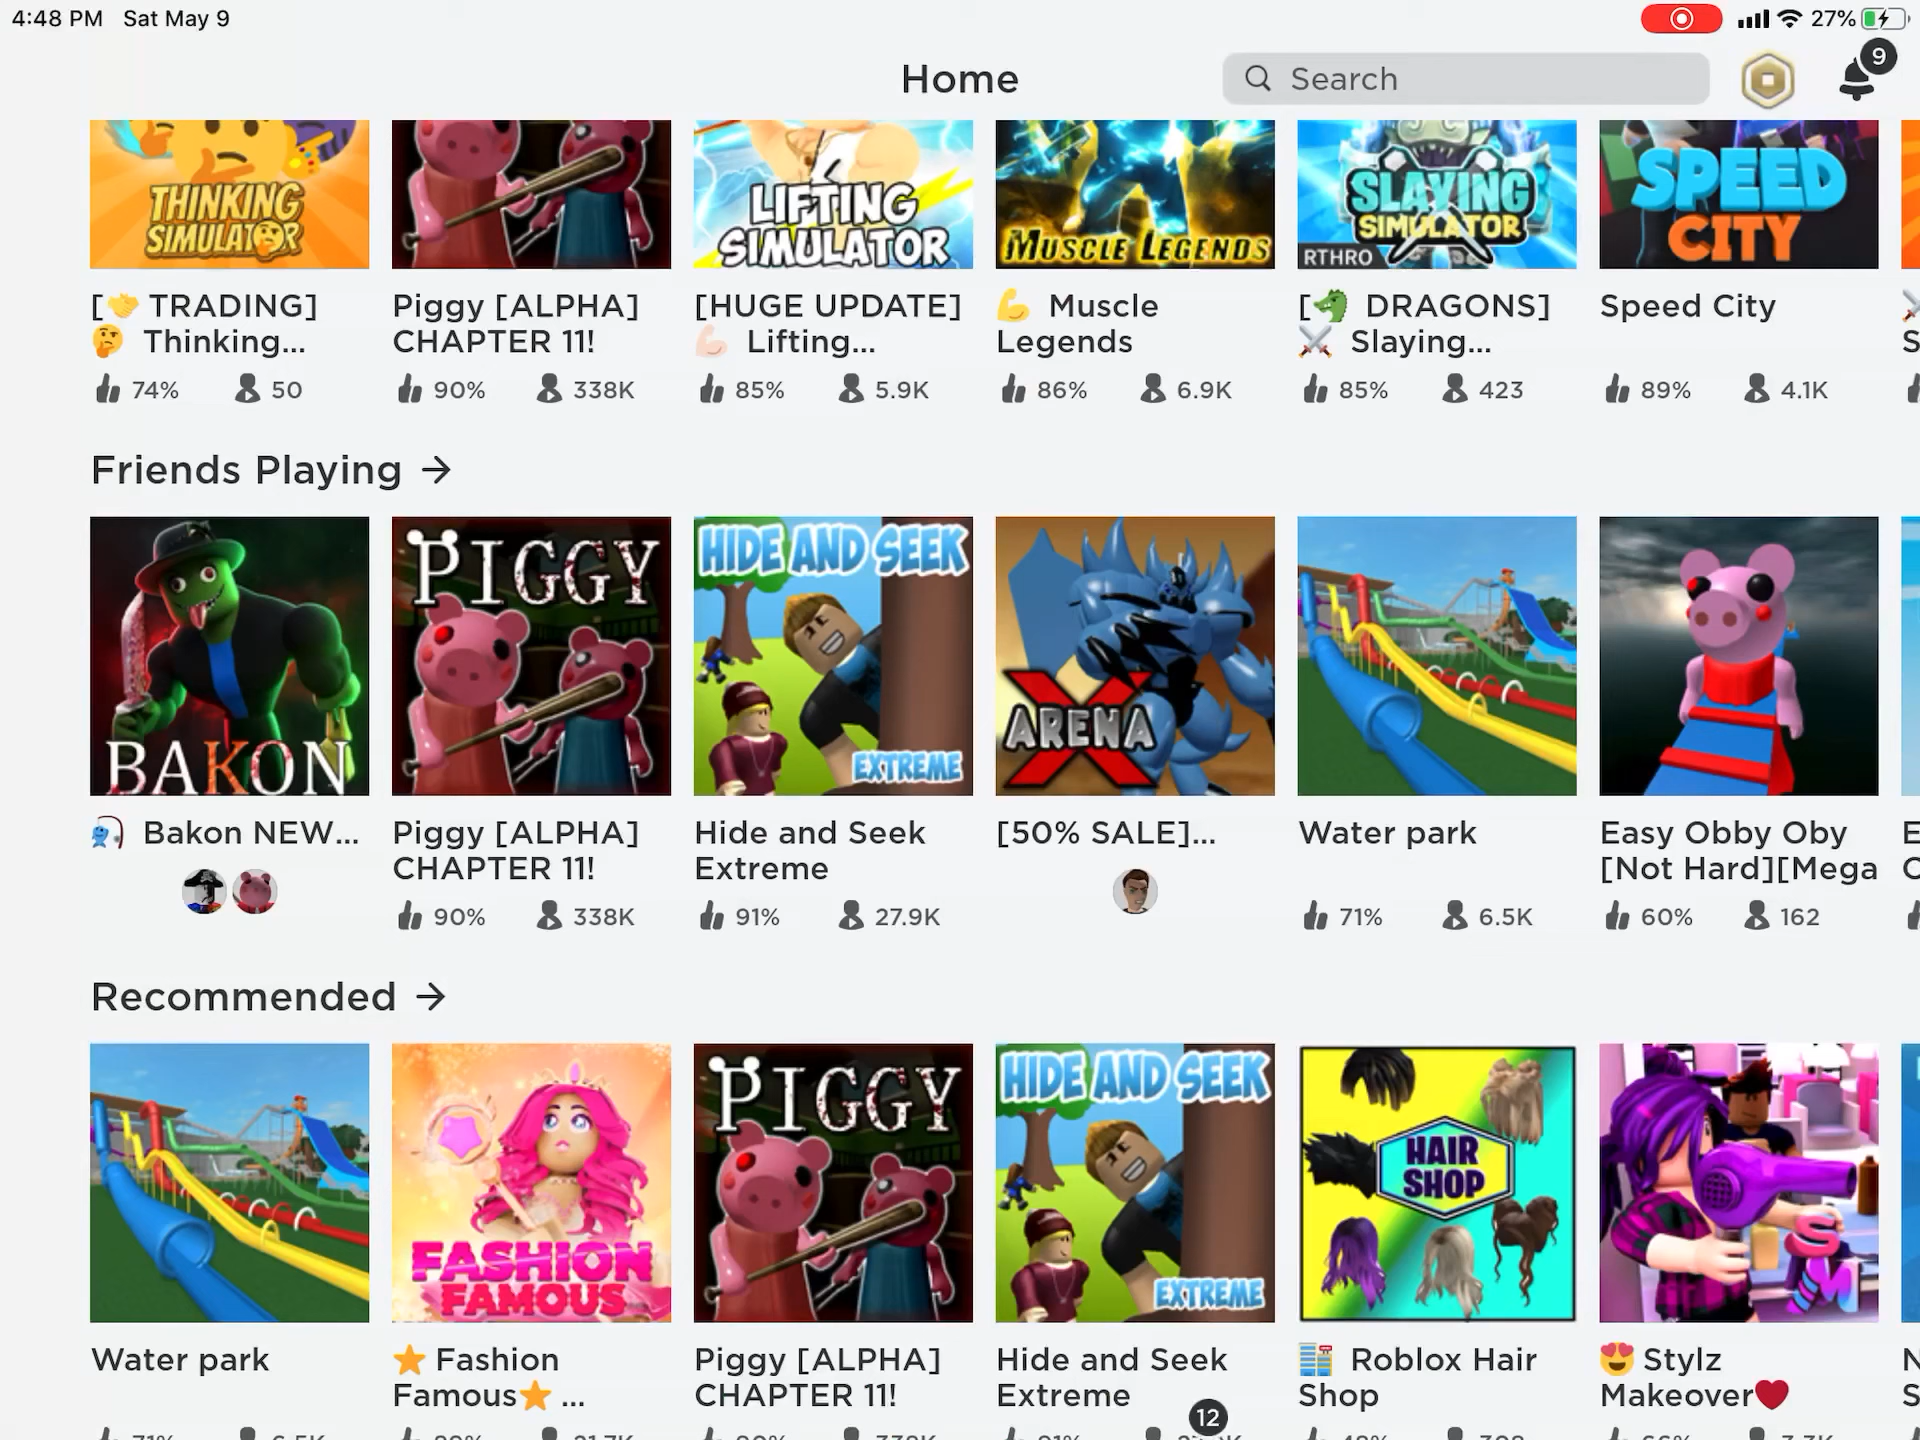 4:48 PM Sat May 9
27%
Home
Search
9
THINKING
SIMULATOR
LIFTING
SIMULATOR
MUSCLE LEGENDS
SLAYING
SIMULATOR
RTHRO
SPEED
CITY
[🤝 TRADING]
🤔 Thinking...
Piggy [ALPHA]
CHAPTER 11!
[HUGE UPDATE]
💪🏻 Lifting...
💪 Muscle
Legends
[🐉 DRAGONS]
⚔️ Slaying...
Speed City
74% 50
90% 338K
85% 5.9K
86% 6.9K
85% 423
89% 4.1K
Friends Playing →
BAKON
PIGGY
HIDE AND SEEK
EXTREME
X
ARENA
🎣 Bakon NEW...
Piggy [ALPHA]
CHAPTER 11!
Hide and Seek
Extreme
[50% SALE]...
Water park
Easy Obby Oby
[Not Hard][Mega
90% 338K
91% 27.9K
71% 6.5K
60% 162
Recommended →
FASHION
FAMOUS
PIGGY
HIDE AND SEEK
EXTREME
HAIR
SHOP
Water park
⭐ Fashion
Famous⭐ ...
Piggy [ALPHA]
CHAPTER 11!
Hide and Seek
Extreme
🏪 Roblox Hair
Shop
😍 Stylz
Makeover❤️
12